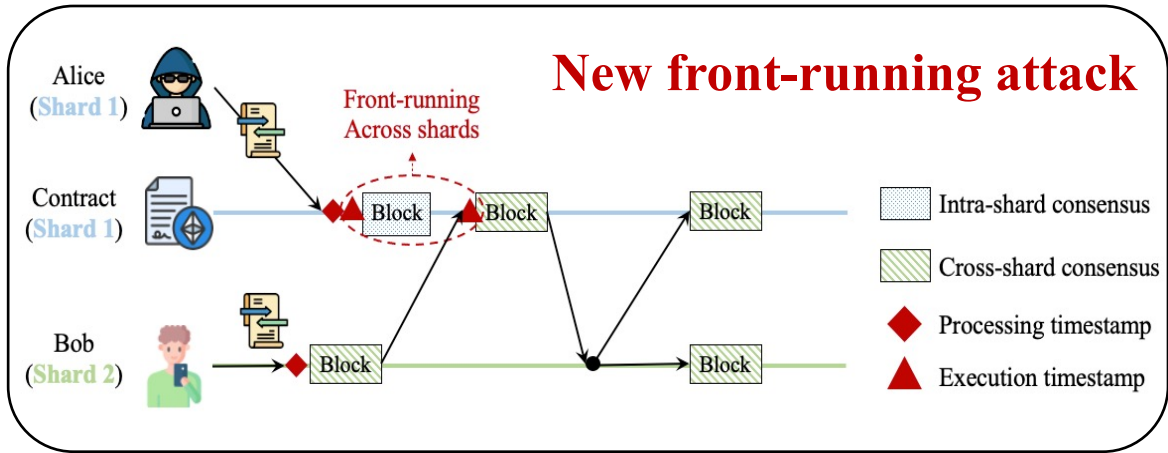 New front-running attack
Alice
(Shard 1)
Front-running
Across shards
Contract
(Shard 1)
Block
Block
Block
Bob
(Shard 2)
Block
Block
Intra-shard consensus
Cross-shard consensus
Processing timestamp
Execution timestamp